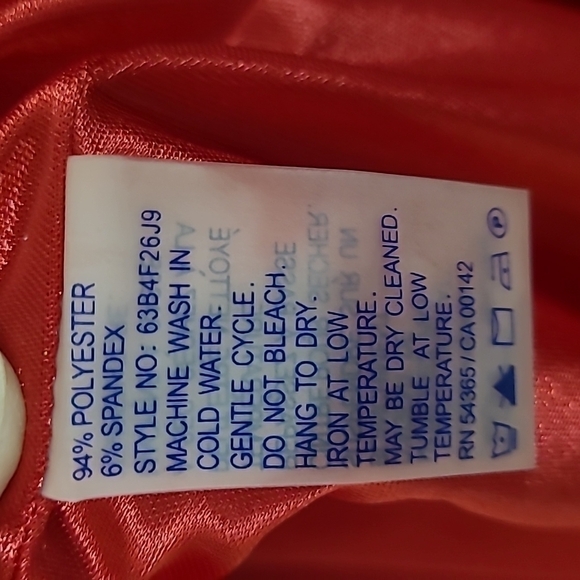 94% POLYESTER
6% SPANDEX
STYLE NO: 63B4F26J9
MACHINE WASH IN
COLD WATER.
GENTLE CYCLE.
DO NOT BLEACH.
HANG TO DRY.
IRON AT LOW
TEMPERATURE.
MAY BE DRY CLEANED.
TUMBLE AT LOW
TEMPERATURE.
RN 54365 / CA 00142